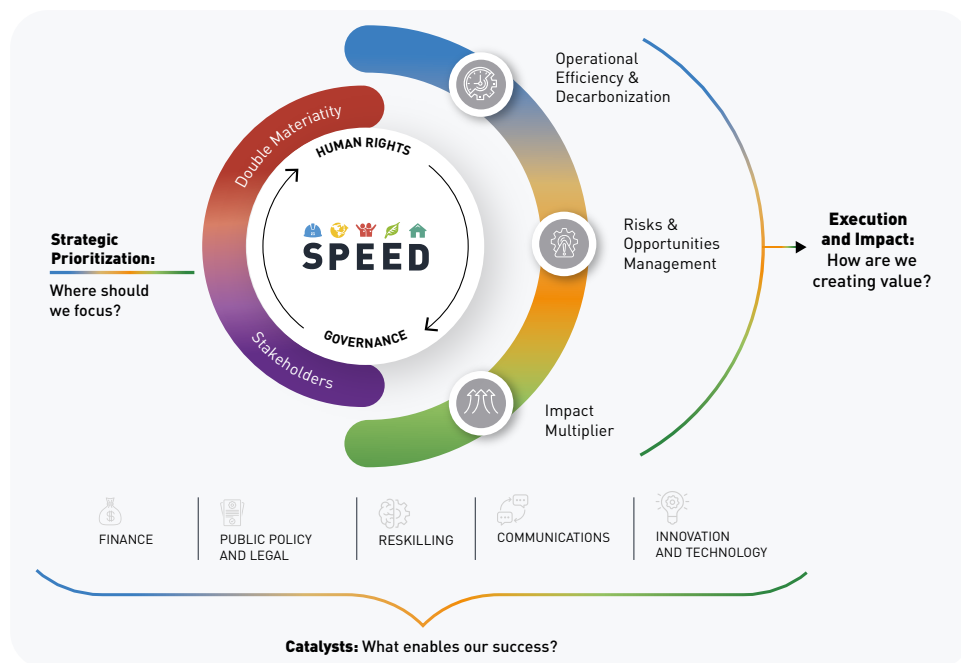 Operational
Efficiency &
Decarbonization
Double Materiatity
HUMAN RIGHTS
SPEED
GOVERNANCE
Stakeholders
Strategic
Prioritization:
Where should
we focus?
Risks &
Opportunities
Management
Execution
and Impact:
How are we
creating value?
Impact
Multiplier
FINANCE
PUBLIC POLICY
AND LEGAL
RESKILLING
COMMUNICATIONS
INNOVATION
AND TECHNOLOGY
Catalysts: What enables our success?